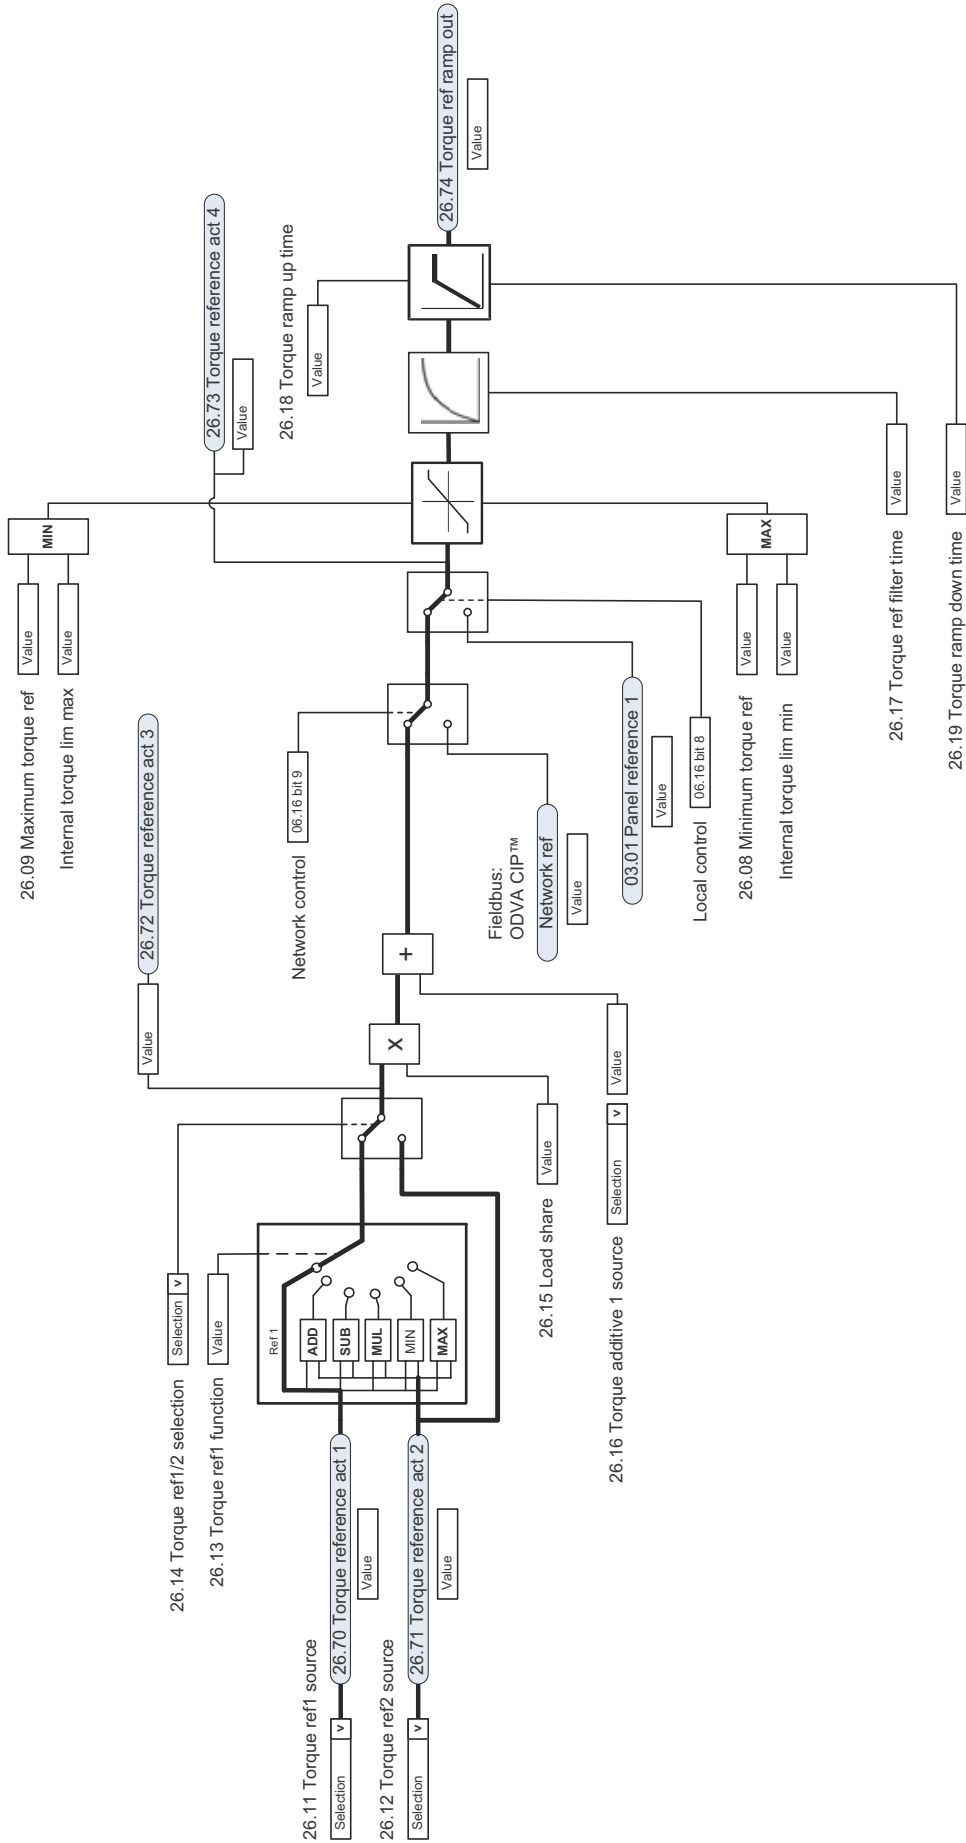 26.11 Torque ref1 source
Selection
v
26.70 Torque reference act 1
Value
26.12 Torque ref2 source
Selection
v
26.71 Torque reference act 2
Value
26.14 Torque ref1/2 selection
Selection
v
26.13 Torque ref1 function
Value
Ref 1
ADD
SUB
MUL
MIN
MAX
26.72 Torque reference act 3
Value
X
26.15 Load share
Value
+
26.16 Torque additive 1 source
Selection
v
Value
Network control
06.16 bit 9
Fieldbus:
ODVA CIP™
Network ref
Value
03.01 Panel reference 1
Value
Local control
06.16 bit 8
26.09 Maximum torque ref
Value
Internal torque lim max
Value
MIN
26.73 Torque reference act 4
Value
26.08 Minimum torque ref
Value
Internal torque lim min
Value
MAX
26.18 Torque ramp up time
Value
26.17 Torque ref filter time
Value
26.19 Torque ramp down time
Value
26.74 Torque ref ramp out
Value